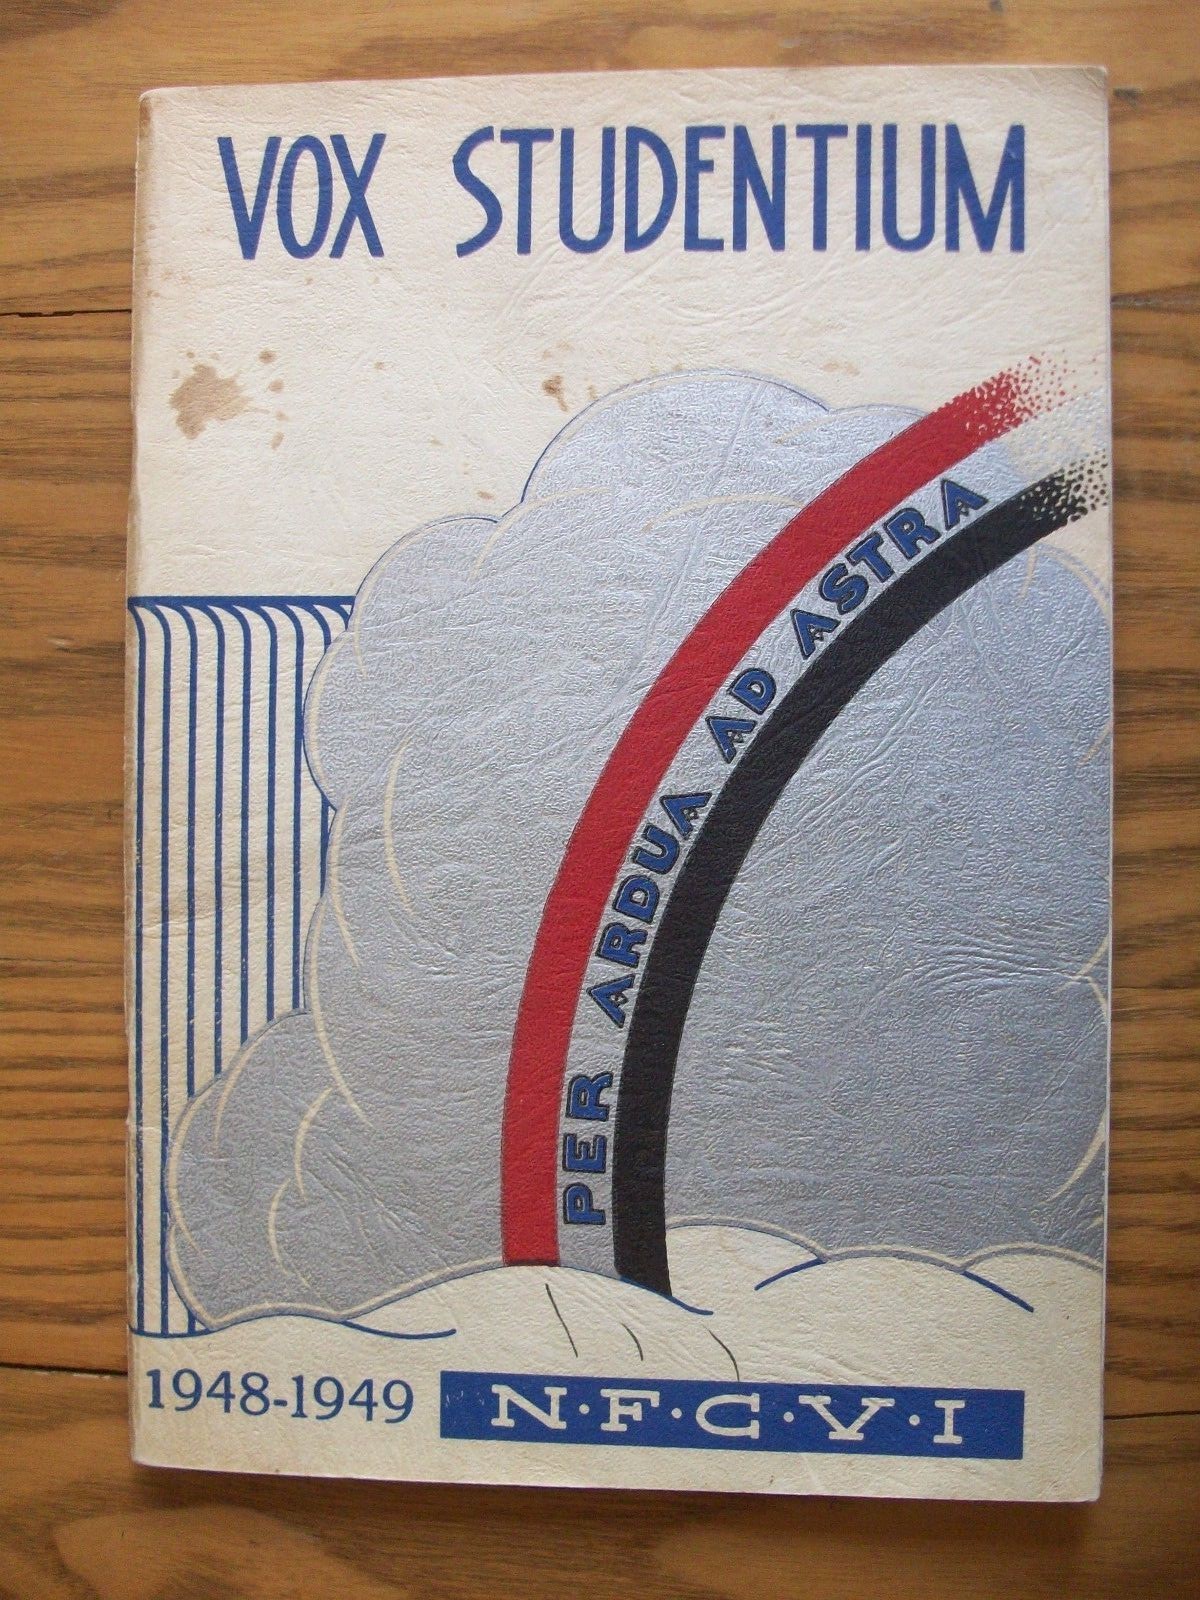 VOX STUDENTIUM
PER ARDUA AD ASTRA
1948-1949
N·F·C·V·I